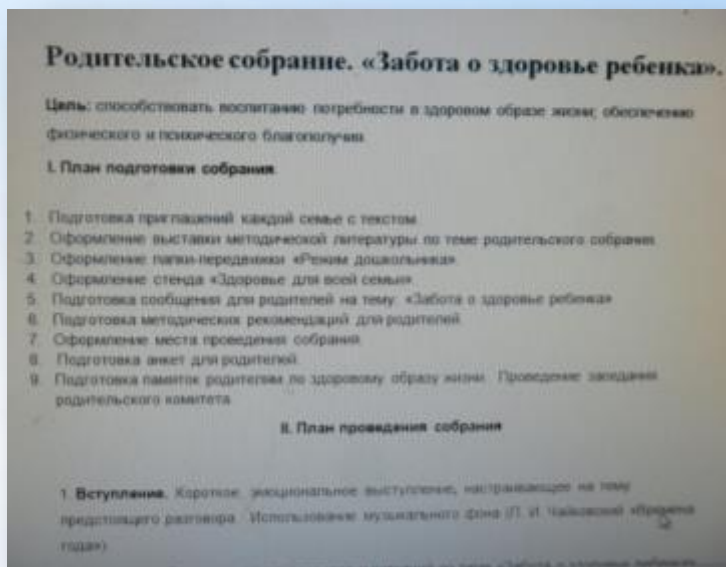 Родительское собрание. «Забота о здоровье ребенка».
Цель: способствовать воспитанию потребности в здоровом образе жизни; обеспечению
физического и психического благополучия.
I. План подготовки собрания.
1. Подготовка приглашений каждой семье с текстом.
2. Оформление выставки методической литературы по теме родительского собрания.
3. Оформление папки-передвижки «Режим дошкольника».
4. Оформление стенда «Здоровье для всей семьи».
5. Подготовка сообщения для родителей на тему: «Забота о здоровье ребенка»
6. Подготовка методических рекомендаций для родителей.
7. Оформление места проведения собрания.
8. Подготовка анкет для родителей.
9. Подготовка памяток родителям по здоровому образу жизни. Проведение заседания
родительского комитета.
II. План проведения собрания
1. Вступление. Короткое, эмоциональное выступление, настраивающее на тему
предстоящего разговора. Использование музыкального фона (П. И. Чайковский «Времена
года»)
на тему «Забота о здоровье ребенка»